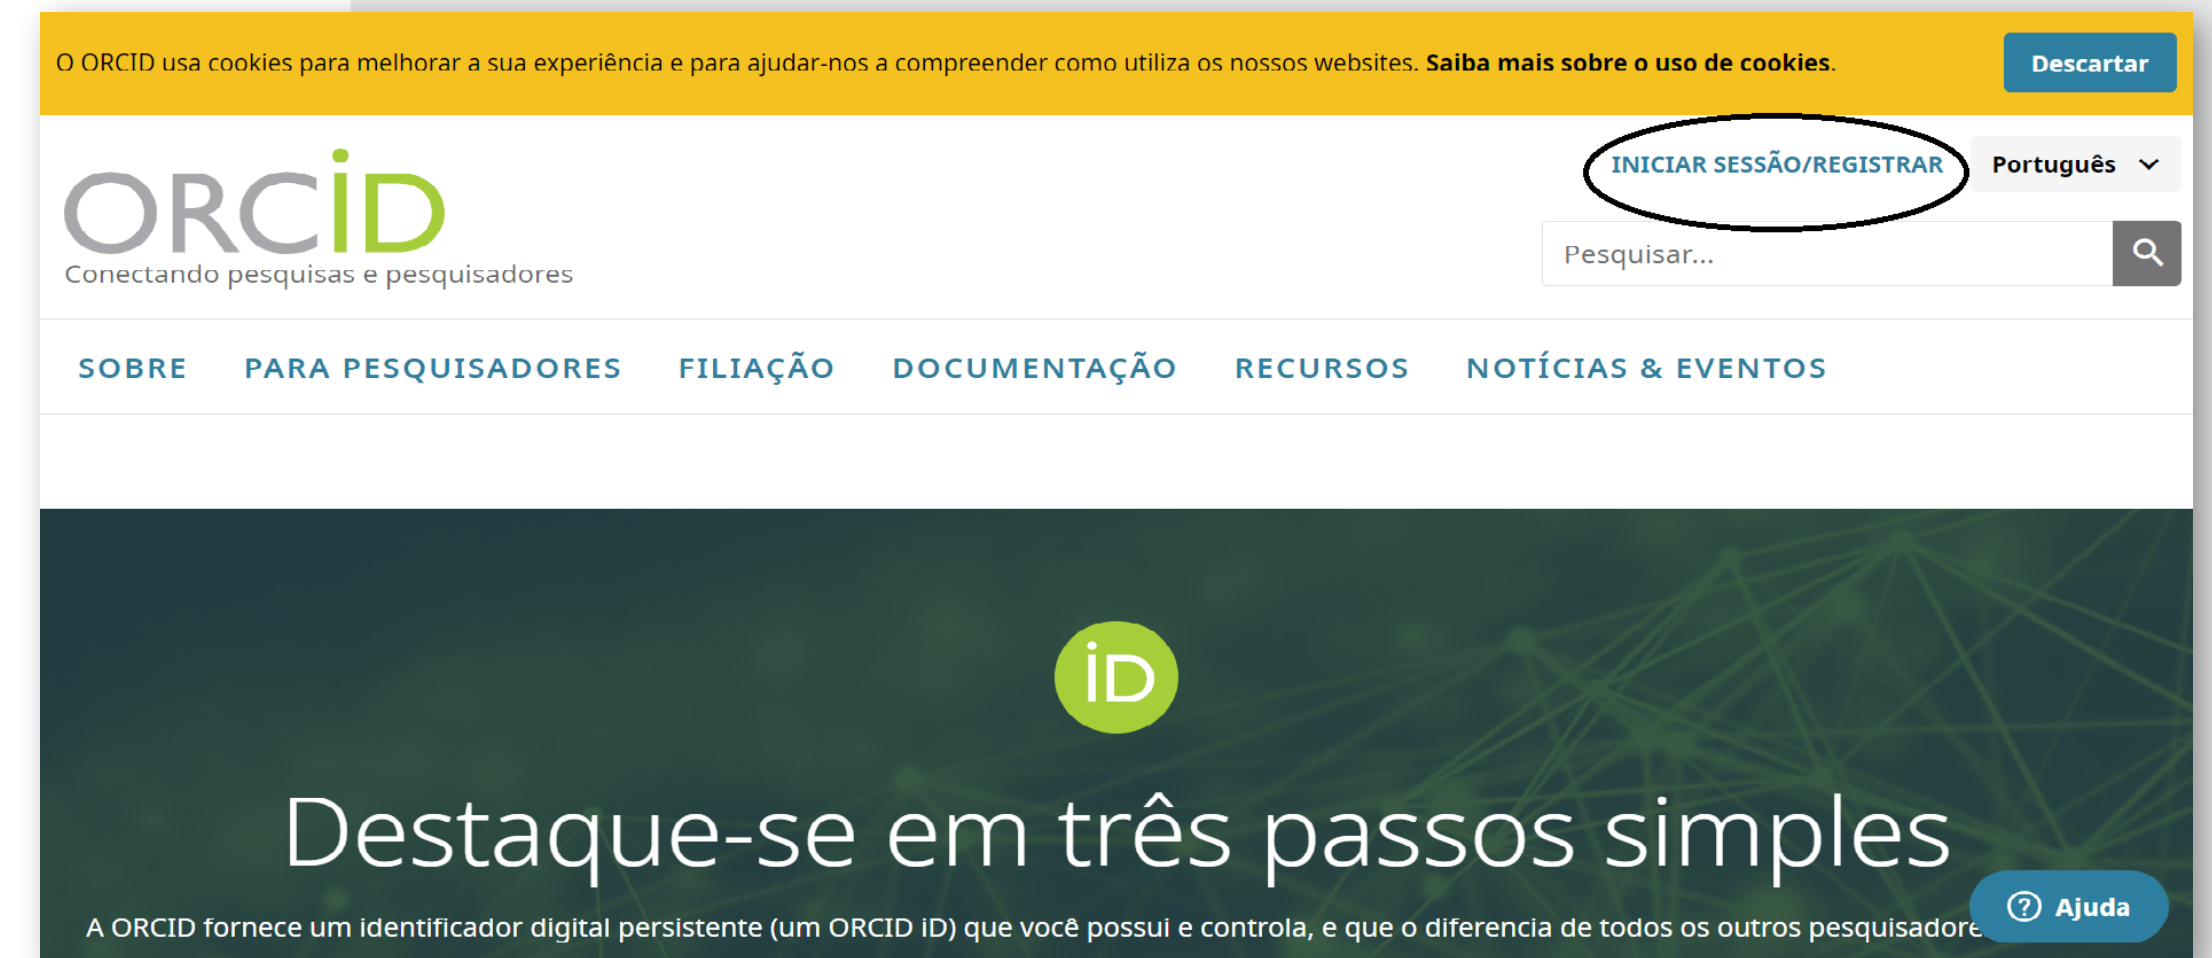 O ORCID usa cookies para melhorar a sua experiência e para ajudar-nos a compreender como utiliza os nossos websites. Saiba mais sobre o uso de cookies.
Descartar
INICIAR SESSÃO/REGISTRAR
Português
ORCID
Conectando pesquisas e pesquisadores
Pesquisar...
SOBRE PARA PESQUISADORES FILIAÇÃO DOCUMENTAÇÃO RECURSOS NOTÍCIAS & EVENTOS
iD
Destaque-se em três passos simples
A ORCID fornece um identificador digital persistente (um ORCID iD) que você possui e controla, e que o diferencia de todos os outros
Ajuda